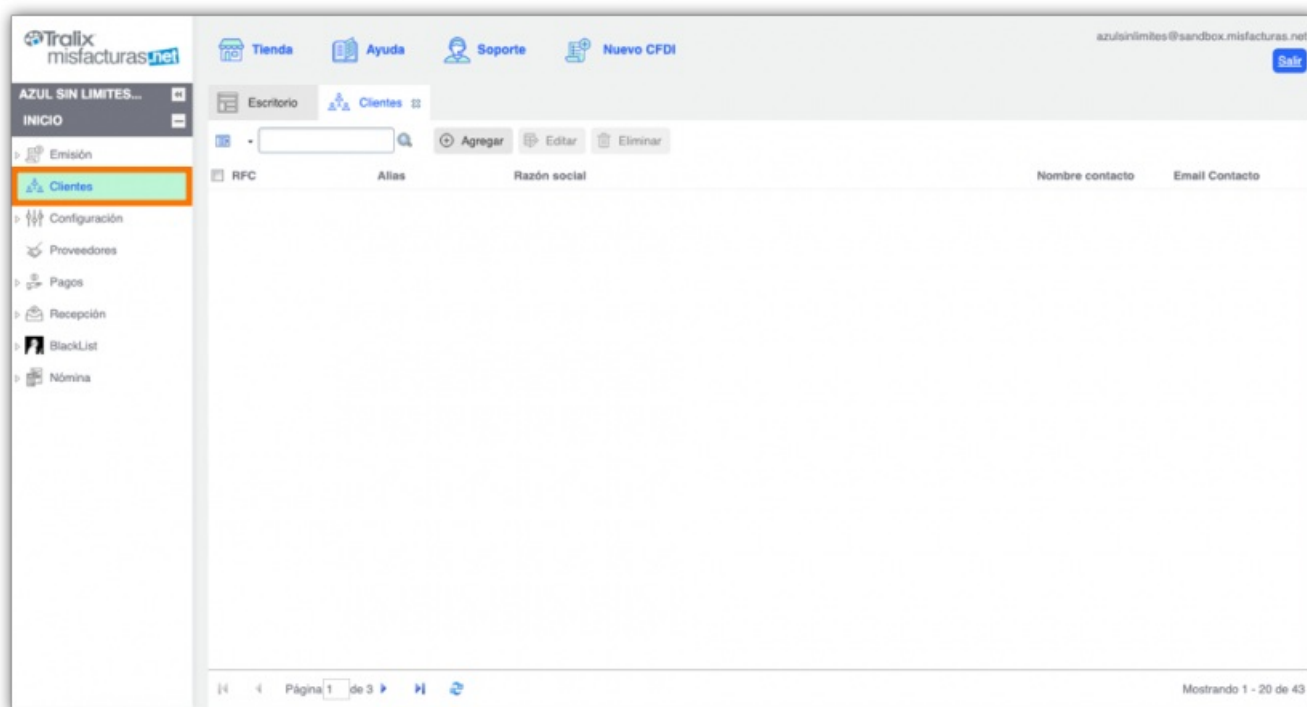 Tralix
misfacturas.net
Tienda
Ayuda
Soporte
Nuevo CFDI
azulsinlimites@sandbox.misfacturas.net
Salir
AZUL SIN LIMITES...
INICIO
Emisión
Clientes
Configuración
Proveedores
Pagos
Recepción
BlackList
Nómina
Escritorio
Clientes
Agregar
Editar
Eliminar
RFC Alias Razón social Nombre contacto Email Contacto
Página 1 de 3
Mostrando 1 - 20 de 43